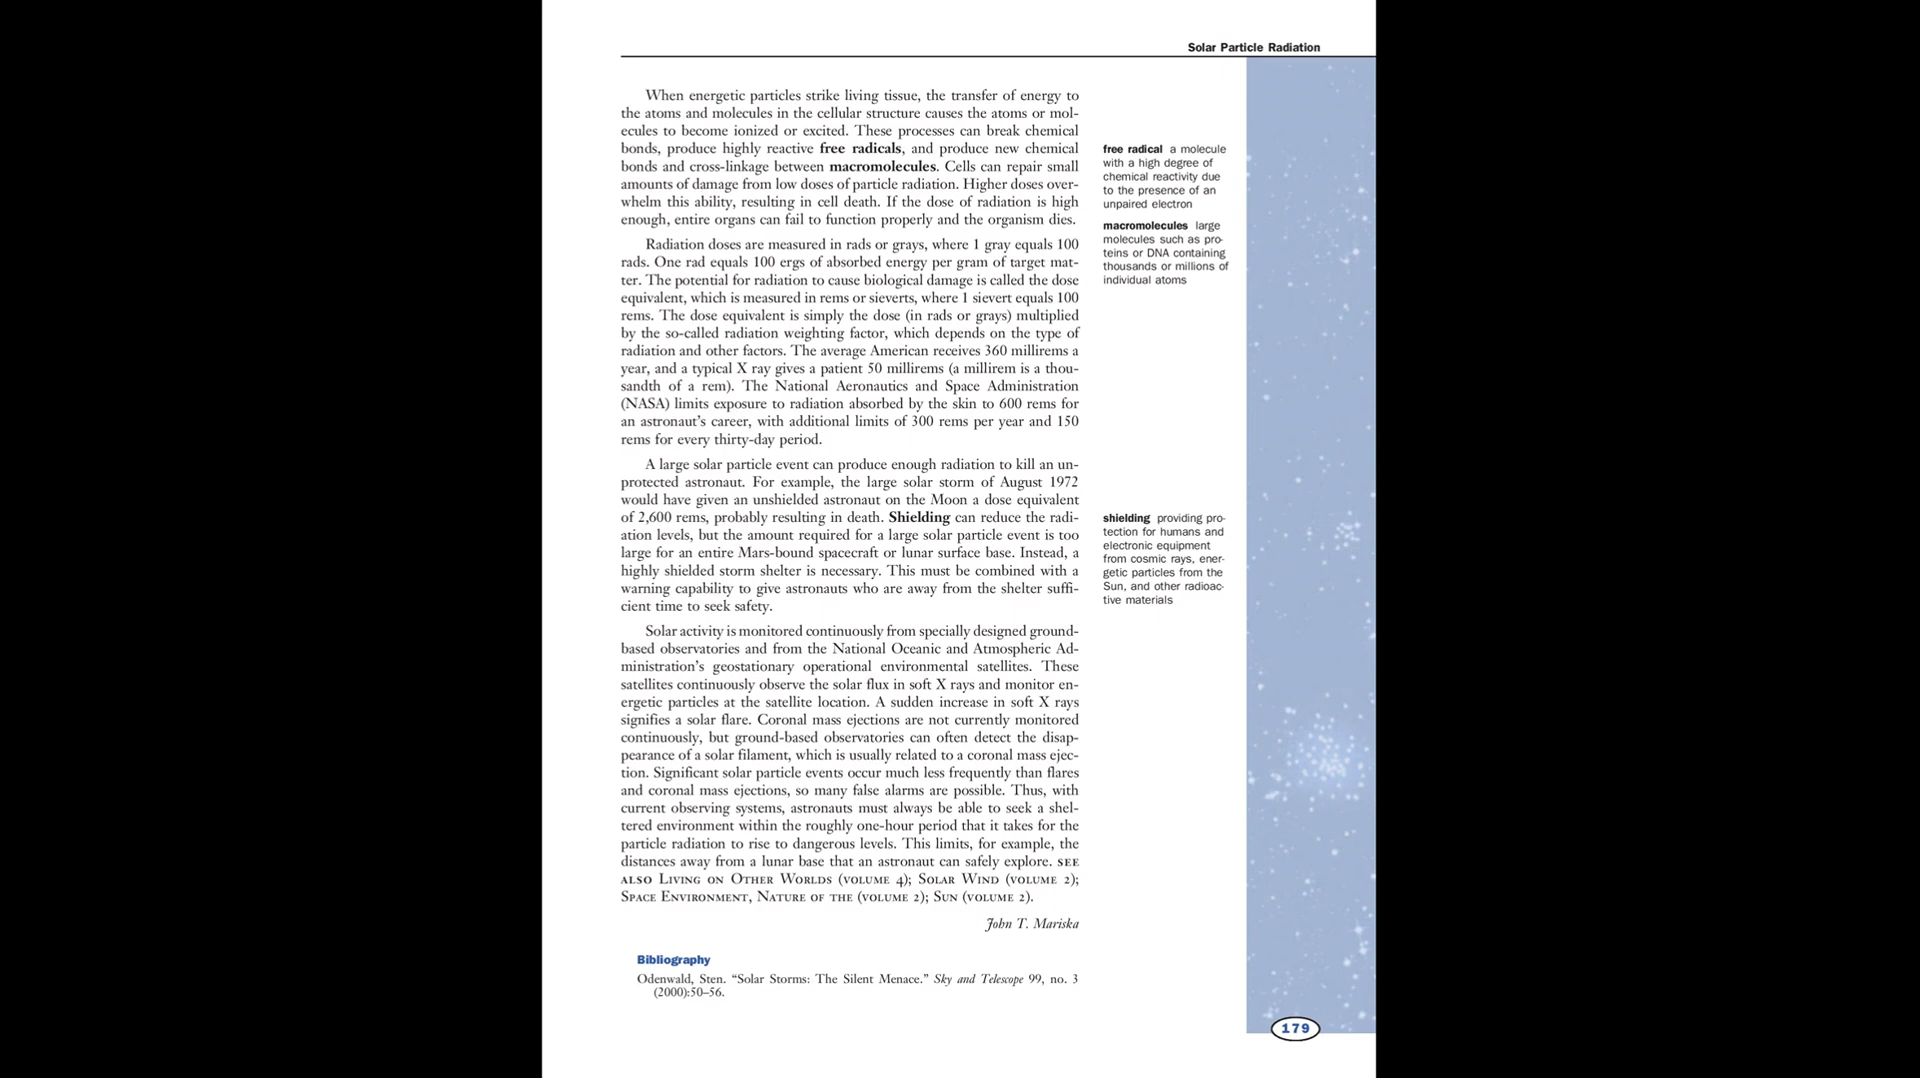 Solar Particle Radiation
When energetic particles strike living tissue, the transfer of energy to
the atoms and molecules in the cellular structure causes the atoms or mol-
ecules to become ionized or excited. These processes can break chemical
bonds, produce highly reactive free radicals, and produce new chemical
bonds and cross-linkage between macromolecules. Cells can repair small
amounts of damage from low doses of particle radiation. Higher doses over-
whelm this ability, resulting in cell death. If the dose of radiation is high
enough, entire organs can fail to function properly and the organism dies.
Radiation doses are measured in rads or grays, where 1 gray equals 100
rads. One rad equals 100 ergs of absorbed energy per gram of target mat-
ter. The potential for radiation to cause biological damage is called the dose
equivalent, which is measured in rems or sieverts, where 1 sievert equals 100
rems. The dose equivalent is simply the dose (in rads or grays) multiplied
by the so-called radiation weighting factor, which depends on the type of
radiation and other factors. The average American receives 360 millirems a
year, and a typical X ray gives a patient 50 millirems (a millirem is a thou-
sandth of a rem). The National Aeronautics and Space Administration
(NASA) limits exposure to radiation absorbed by the skin to 600 rems for
an astronaut's career, with additional limits of 300 rems per year and 150
rems for every thirty-day period.
A large solar particle event can produce enough radiation to kill an un-
protected astronaut. For example, the large solar storm of August 1972
would have given an unshielded astronaut on the Moon a dose equivalent
of 2,600 rems, probably resulting in death. Shielding can reduce the radi-
ation levels, but the amount required for a large solar particle event is too
large for an entire Mars-bound spacecraft or lunar surface base. Instead, a
highly shielded storm shelter is necessary. This must be combined with a
warning capability to give astronauts who are away from the shelter suffi-
cient time to seek safety.
Solar activity is monitored continuously from specially designed ground-
based observatories and from the National Oceanic and Atmospheric Ad-
ministration's geostationary operational environmental satellites. These
satellites continuously observe the solar flux in soft X rays and monitor en-
ergetic particles at the satellite location. A sudden increase in soft X rays
signifies a solar flare. Coronal mass ejections are not currently monitored
continuously, but ground-based observatories can often detect the disap-
pearance of a solar filament, which is usually related to a coronal mass ejec-
tion. Significant solar particle events occur much less frequently than flares
and coronal mass ejections, so many false alarms are possible. Thus, with
current observing systems, astronauts must always be able to seek a shel-
tered environment within the roughly one-hour period that it takes for the
particle radiation to rise to dangerous levels. This limits, for example, the
distances away from a lunar base that an astronaut can safely explore. SEE
ALSO LIVING ON OTHER WORLDS (VOLUME 4); SOLAR WIND (VOLUME 2);
SPACE ENVIRONMENT, NATURE OF THE (VOLUME 2); SUN (VOLUME 2).
John T. Mariska
Bibliography
Odenwald, Sten. “Solar Storms: The Silent Menace.” Sky and Telescope 99, no. 3
(2000):50–56.
free radical a molecule
with a high degree of
chemical reactivity due
to the presence of an
unpaired electron
macromolecules large
molecules such as pro-
teins or DNA containing
thousands or millions of
individual atoms
shielding providing pro-
tection for humans and
electronic equipment
from cosmic rays, ener-
getic particles from the
Sun, and other radioac-
tive materials
179